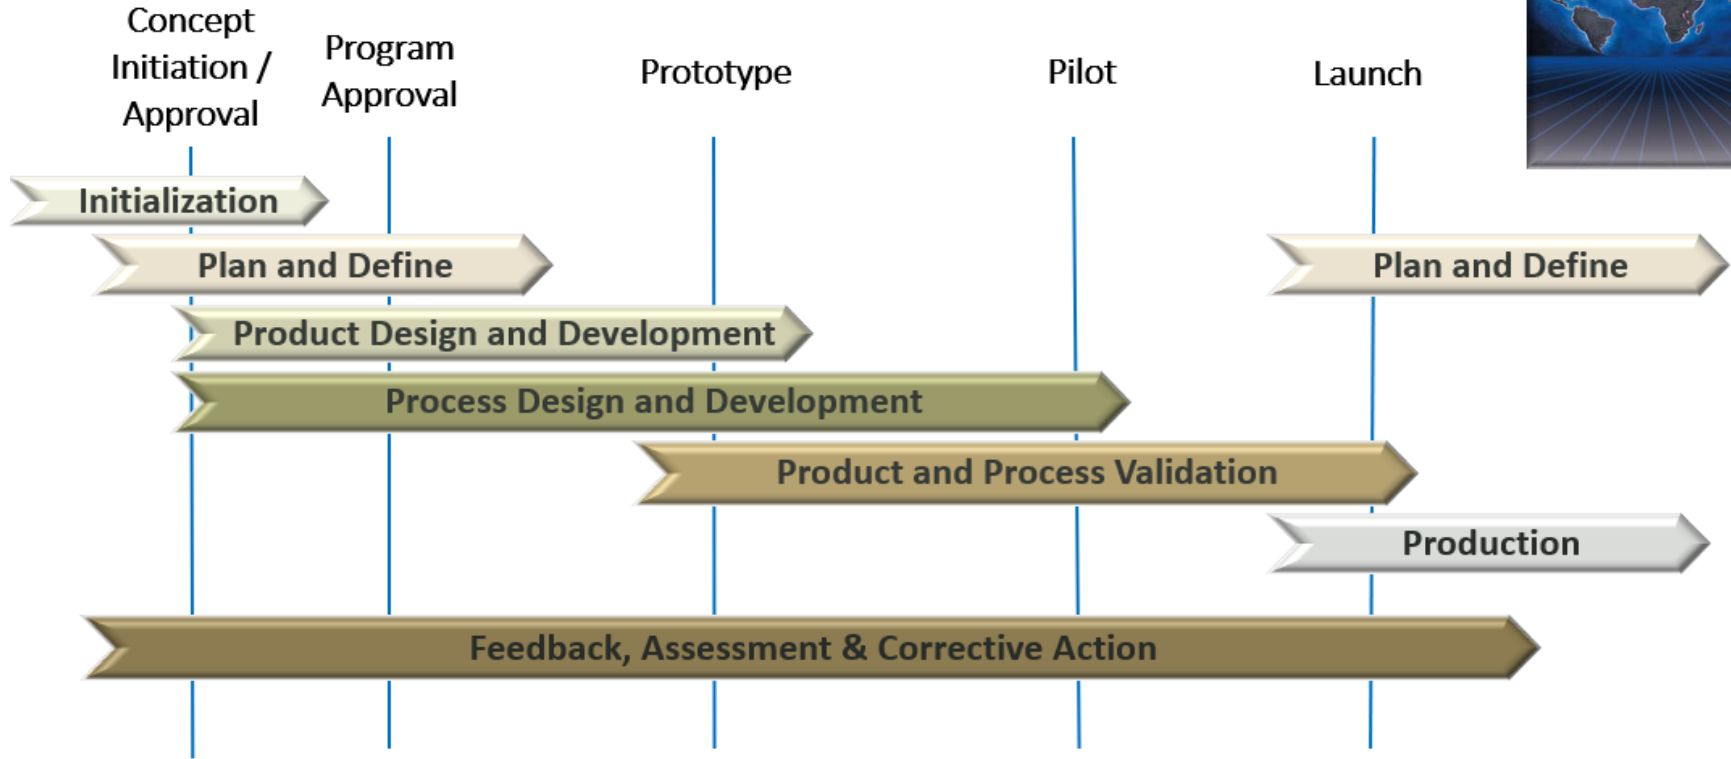 Concept
Initiation /
Approval
Program
Approval
Prototype
Pilot
Launch
Initialization
Plan and Define
Plan and Define
Product Design and Development
Process Design and Development
Product and Process Validation
Production
Feedback, Assessment & Corrective Action